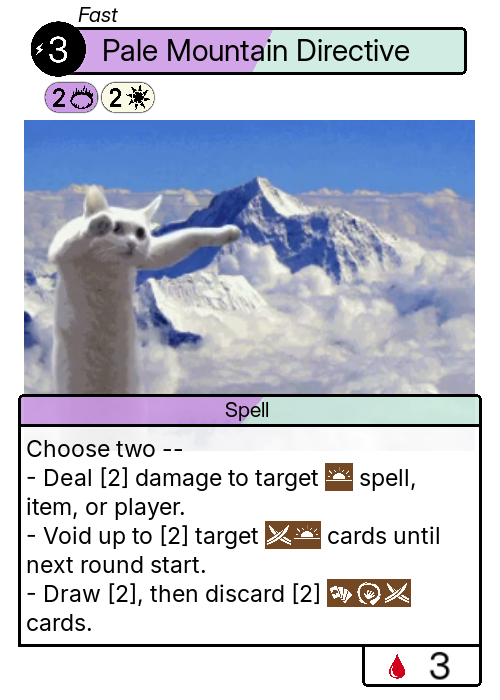 Fast
3 Pale Mountain Directive
2 2
Spell
Choose two --
- Deal [2] damage to target spell,
item, or player.
- Void up to [2] target cards until
next round start.
- Draw [2], then discard [2]
cards.
3